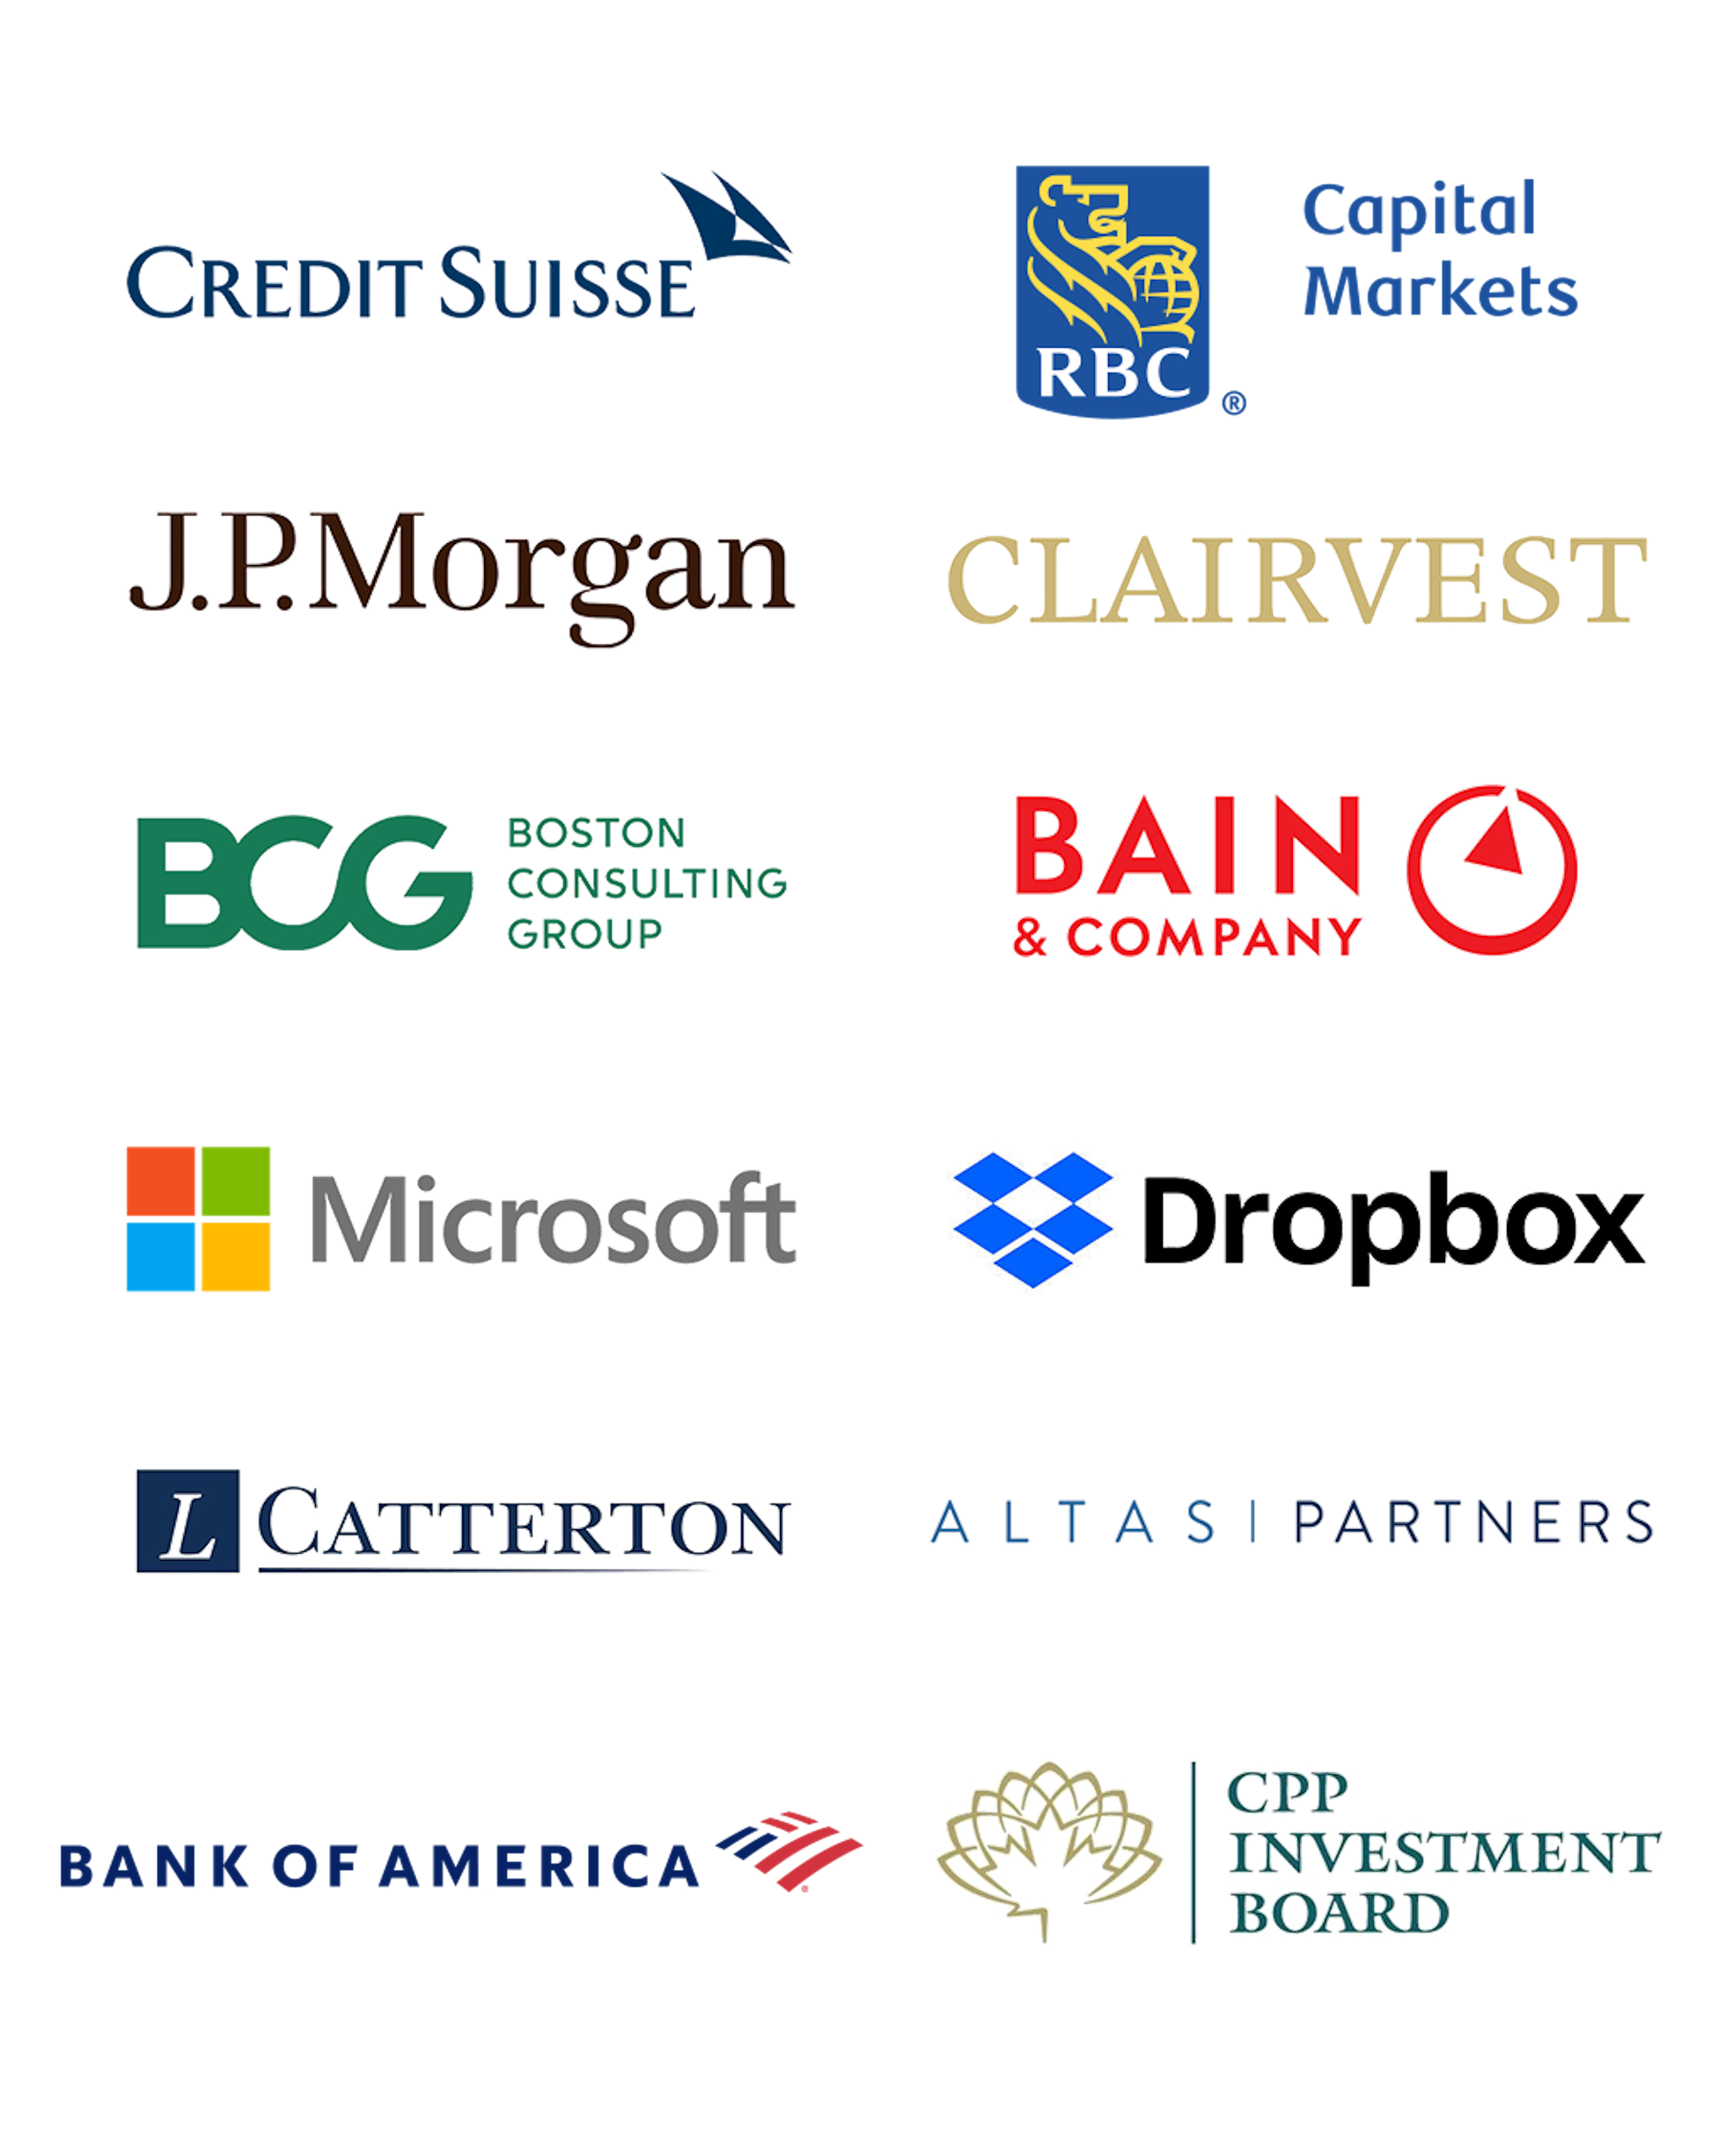 CREDIT SUISSE
RBC
®
Capital
Markets
J.P.Morgan
CLAIRVEST
BCG
BOSTON
CONSULTING
GROUP
BAIN
& COMPANY
Microsoft
Dropbox
L CATTERTON
ALTAS | PARTNERS
BANK OF AMERICA
CPP
INVESTMENT
BOARD